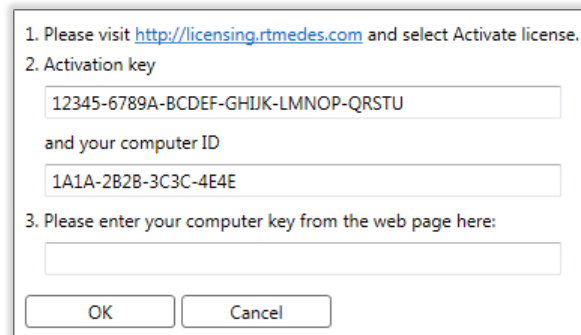 1. Please visit http://licensing.rtmedes.com and select Activate license.
2. Activation key
12345-6789A-BCDEF-GHIJK-LMNOP-QRSTU
and your computer ID
1A1A-2B2B-3C3C-4E4E
3. Please enter your computer key from the web page here:
OK Cancel